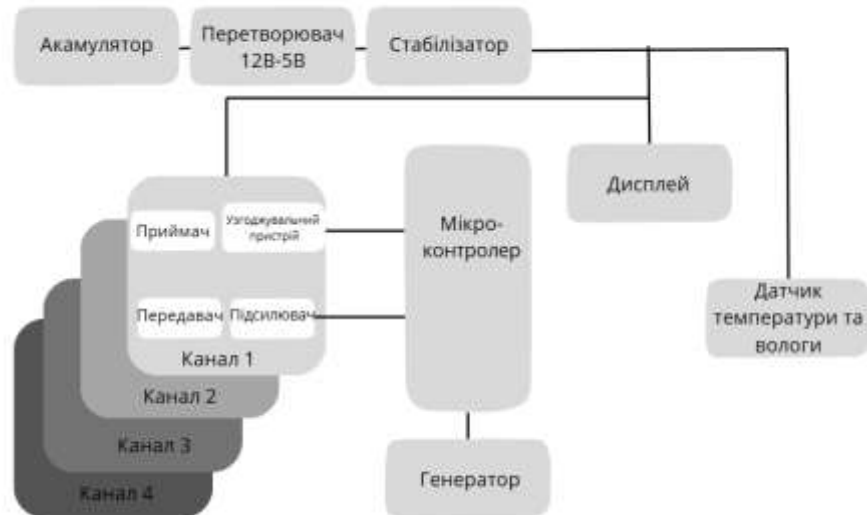 Акамулятор
Перетворювач
12В-5В
Стабілізатор
Дисплей
Приймач
Узгоджувальний
пристрій
Мікро-
контролер
Датчик
температури та
вологи
Передавач
Підсилювач
Канал 1
Канал 2
Канал 3
Канал 4
Генератор